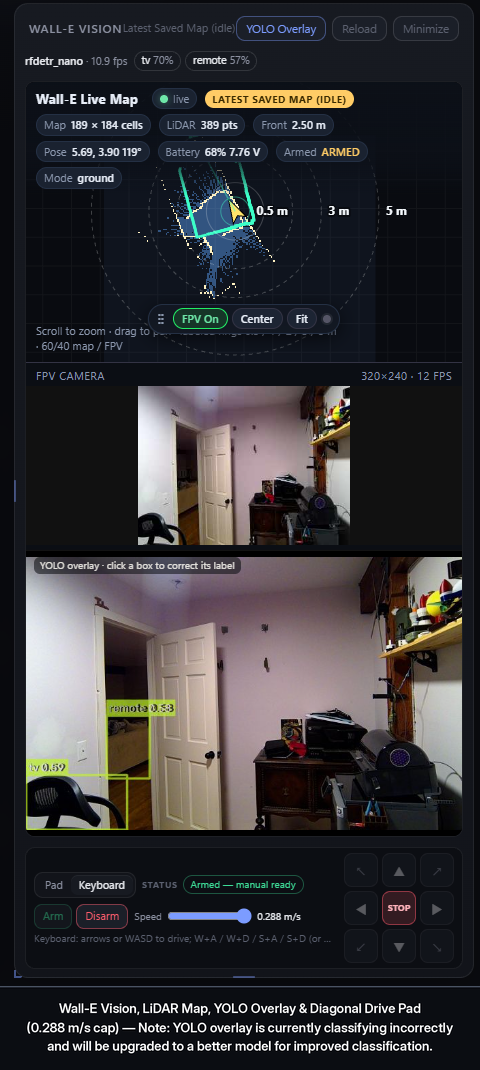 WALL-E VISION Latest Saved Map (idle) YOLO Overlay Reload Minimize
rfdetr_nano · 10.9 fps tv 70% remote 57%
Wall-E Live Map live LATEST SAVED MAP (IDLE)
Map 189 × 184 cells LiDAR 389 pts Front 2.50 m
Pose 5.69, 3.90 119° Battery 68% 7.76 V Armed ARMED
Mode ground
0.5 m 3 m 5 m
FPV On Center Fit
Scroll to zoom · drag to
· 60/40 map / FPV
FPV CAMERA 320×240 · 12 FPS
YOLO overlay · click a box to correct its label
remote
tv
Pad Keyboard STATUS Armed — manual ready
Arm Disarm Speed 0.288 m/s
STOP
Keyboard: arrows or WASD to drive; W+A / W+D / S+A / S+D (or ...
Wall-E Vision, LiDAR Map, YOLO Overlay & Diagonal Drive Pad
(0.288 m/s cap) — Note: YOLO overlay is currently classifying incorrectly
and will be upgraded to a better model for improved classification.